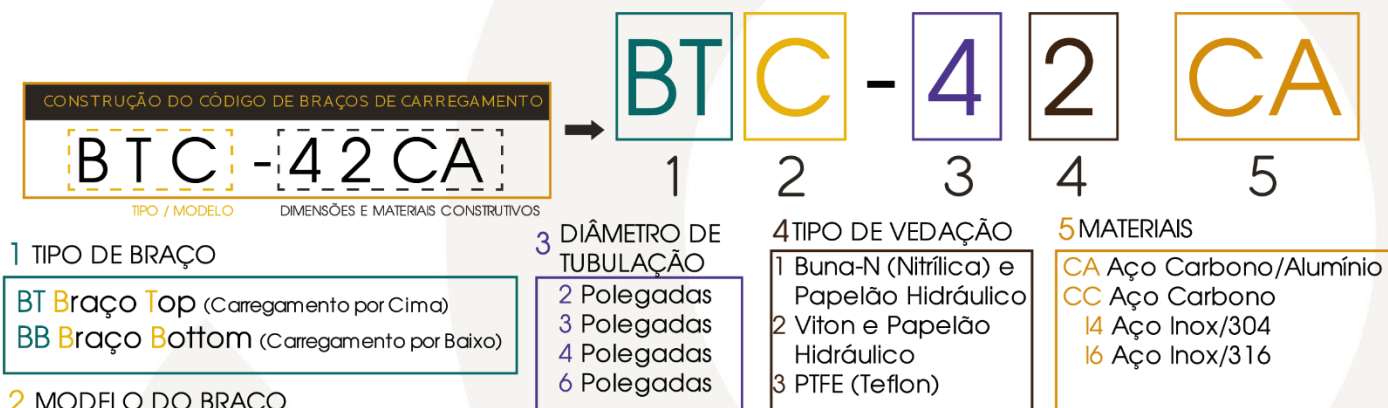 CONSTRUÇÃO DO CÓDIGO DE BRAÇOS DE CARREGAMENTO
BTC -42CA
TIPO / MODELO DIMENSÕES E MATERIAIS CONSTRUTIVOS
BTC - 42 CA
1 2 3 4 5
1 TIPO DE BRAÇO
BT Braço Top (Carregamento por Cima)
BB Braço Bottom (Carregamento por Baixo)
2 MODELO DO BRAÇO
3 DIÂMETRO DE
TUBULAÇÃO
2 Polegadas
3 Polegadas
4 Polegadas
6 Polegadas
4 TIPO DE VEDAÇÃO
1 Buna-N (Nitrílica) e
Papelão Hidráulico
2 Viton e Papelão
Hidráulico
3 PTFE (Teflon)
5 MATERIAIS
CA Aço Carbono/Alumínio
CC Aço Carbono
I4 Aço Inox/304
I6 Aço Inox/316